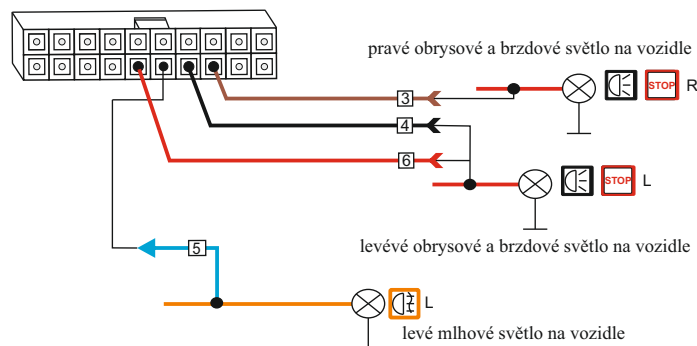 pravé obrysové a brzdové světlo na vozidle
3
STOP R
4
6
STOP L
levévé obrysové a brzdové světlo na vozidle
5
L
levé mlhové světlo na vozidle